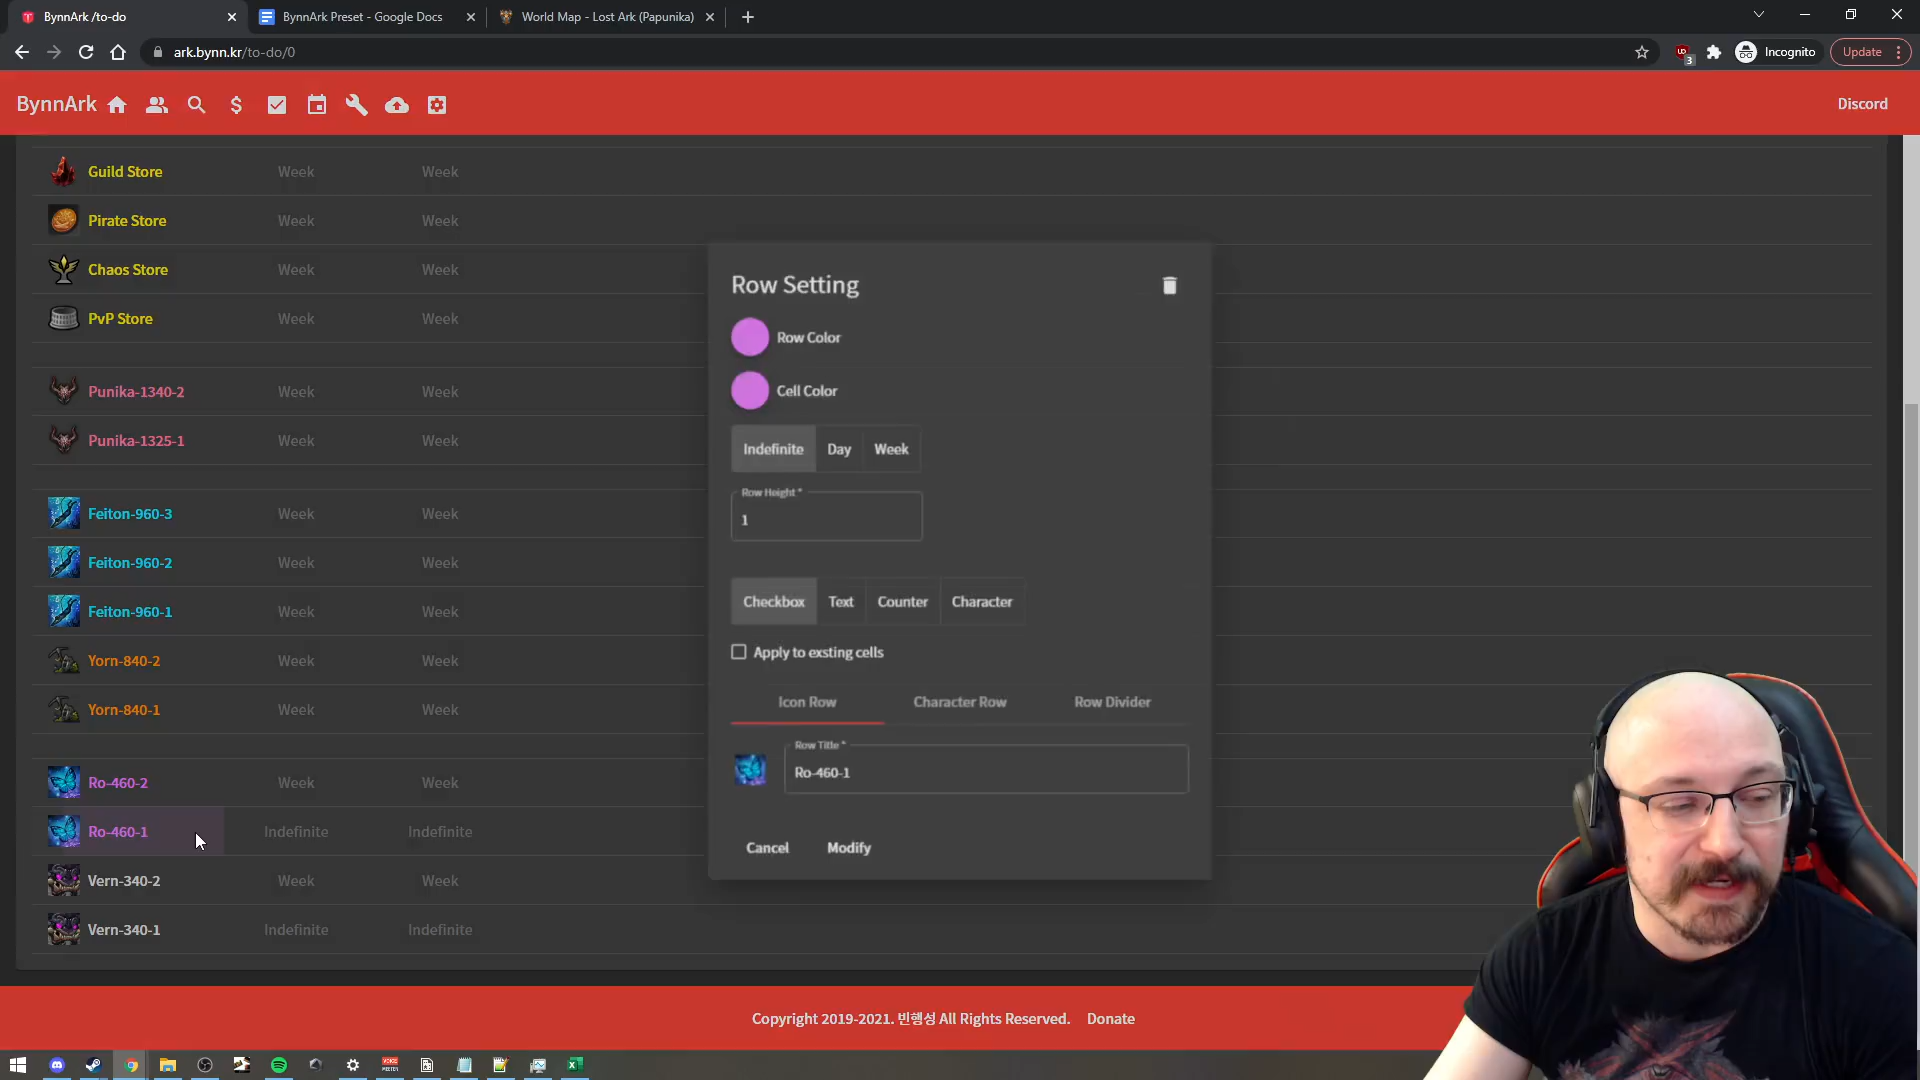 BynnArk /to-do
BynnArk Preset - Google Docs
World Map - Lost Ark (Papunika)
ark.bynn.kr/to-do/0
3
Incognito
Update
BynnArk
Discord
Guild Store Week Week
Pirate Store Week Week
Chaos Store Week Week
PvP Store Week Week
Punika-1340-2 Week Week
Punika-1325-1 Week Week
Feiton-960-3 Week Week
Feiton-960-2 Week Week
Feiton-960-1 Week Week
Yorn-840-2 Week Week
Yorn-840-1 Week Week
Ro-460-2 Week Week
Ro-460-1 Indefinite Indefinite
Vern-340-2 Week Week
Vern-340-1 Indefinite Indefinite
Row Setting
Row Color
Cell Color
Indefinite Day Week
Row Height *
1
Checkbox Text Counter Character
Apply to exsting cells
Icon Row Character Row Row Divider
Row Title *
Ro-460-1
Cancel Modify
Copyright 2019-2021. 빈행성 All Rights Reserved. Donate